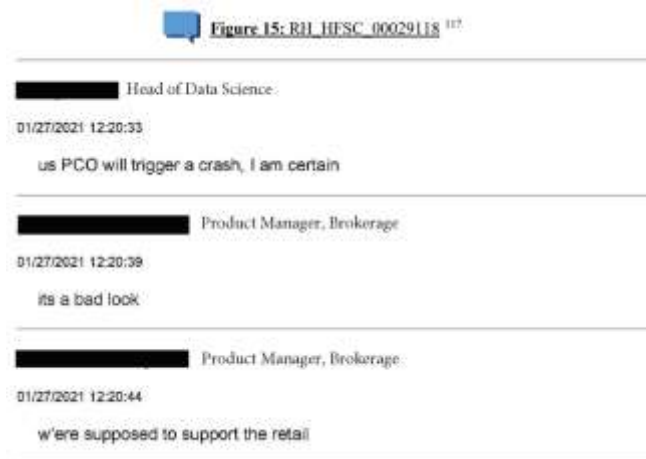 Figure 15: RH_HFSC_00029118 117
Head of Data Science
01/27/2021 12:20:33
us PCO will trigger a crash, I am certain
Product Manager, Brokerage
01/27/2021 12:20:39
its a bad look
Product Manager, Brokerage
01/27/2021 12:20:44
w'ere supposed to support the retail